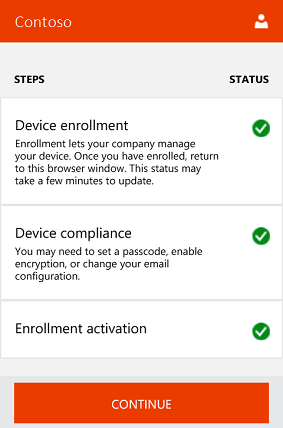 Contoso
STEPS STATUS
Device enrollment
Enrollment lets your company manage
your device. Once you have enrolled, return
to this browser window. This status may
take a few minutes to update.
Device compliance
You may need to set a passcode, enable
encryption, or change your email
configuration.
Enrollment activation
CONTINUE